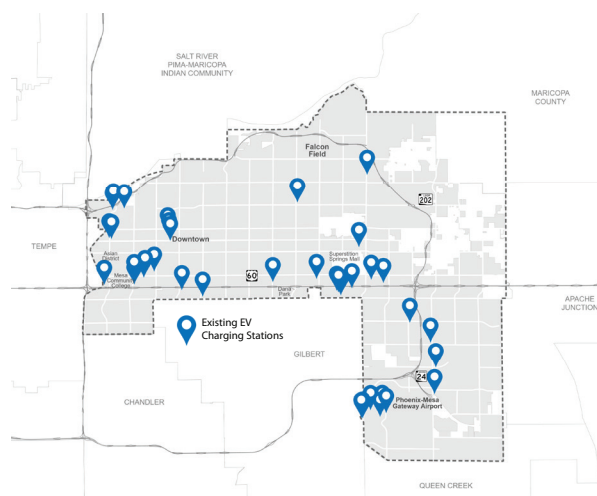 SALT RIVER
PIMA-MARICOPA
INDIAN COMMUNITY
MARICOPA
COUNTY
Falcon
Field
LOOP
202
TEMPE
Downtown
Asian
District
Mesa
Community
College
Superstition
Springs Mall
60
Dana
Park
APACHE
JUNCTION
Existing EV
Charging Stations
GILBERT
24
CHANDLER
Phoenix-Mesa
Gateway Airport
QUEEN CREEK